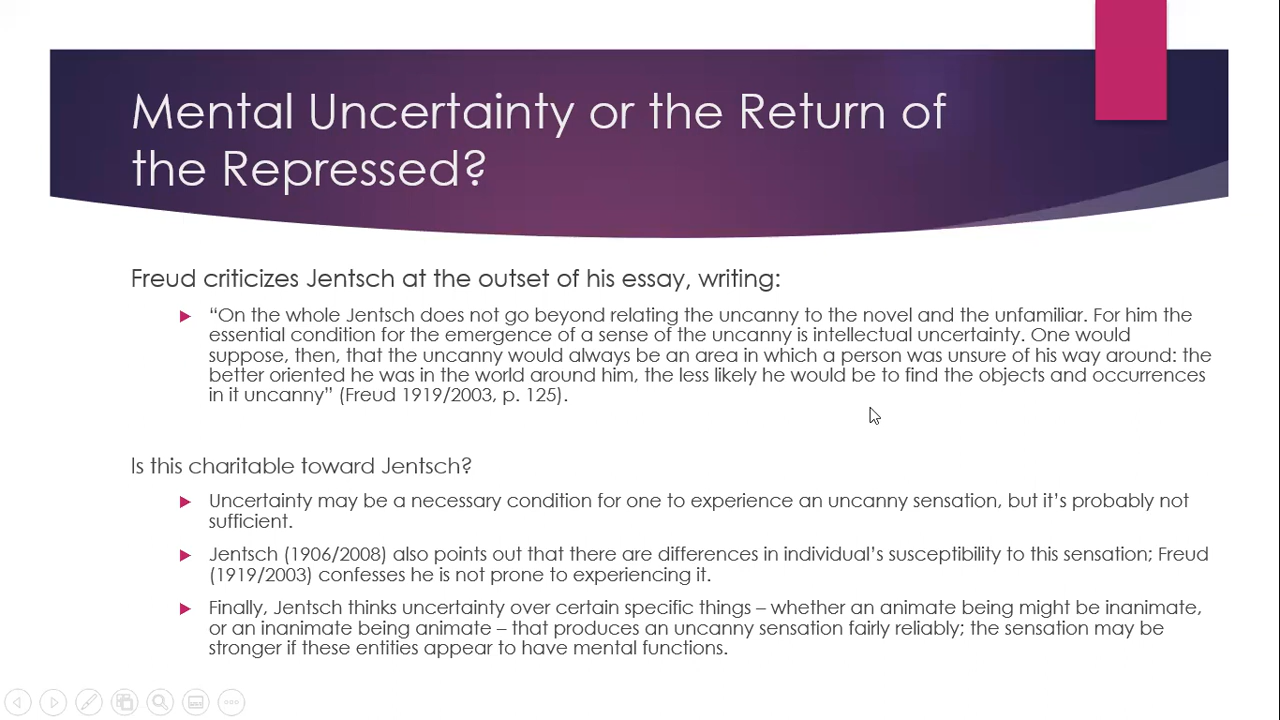 Mental Uncertainty or the Return of
the Repressed?
Freud criticizes Jentsch at the outset of his essay, writing:
“On the whole Jentsch does not go beyond relating the uncanny to the novel and the unfamiliar. For him the
essential condition for the emergence of a sense of the uncanny is intellectual uncertainty. One would
suppose, then, that the uncanny would always be an area in which a person was unsure of his way around: the
better oriented he was in the world around him, the less likely he would be to find the objects and occurrences
in it uncanny” (Freud 1919/2003, p. 125).
Is this charitable toward Jentsch?
Uncertainty may be a necessary condition for one to experience an uncanny sensation, but it’s probably not
sufficient.
Jentsch (1906/2008) also points out that there are differences in individual’s susceptibility to this sensation; Freud
(1919/2003) confesses he is not prone to experiencing it.
Finally, Jentsch thinks uncertainty over certain specific things – whether an animate being might be inanimate,
or an inanimate being animate – that produces an uncanny sensation fairly reliably; the sensation may be
stronger if these entities appear to have mental functions.